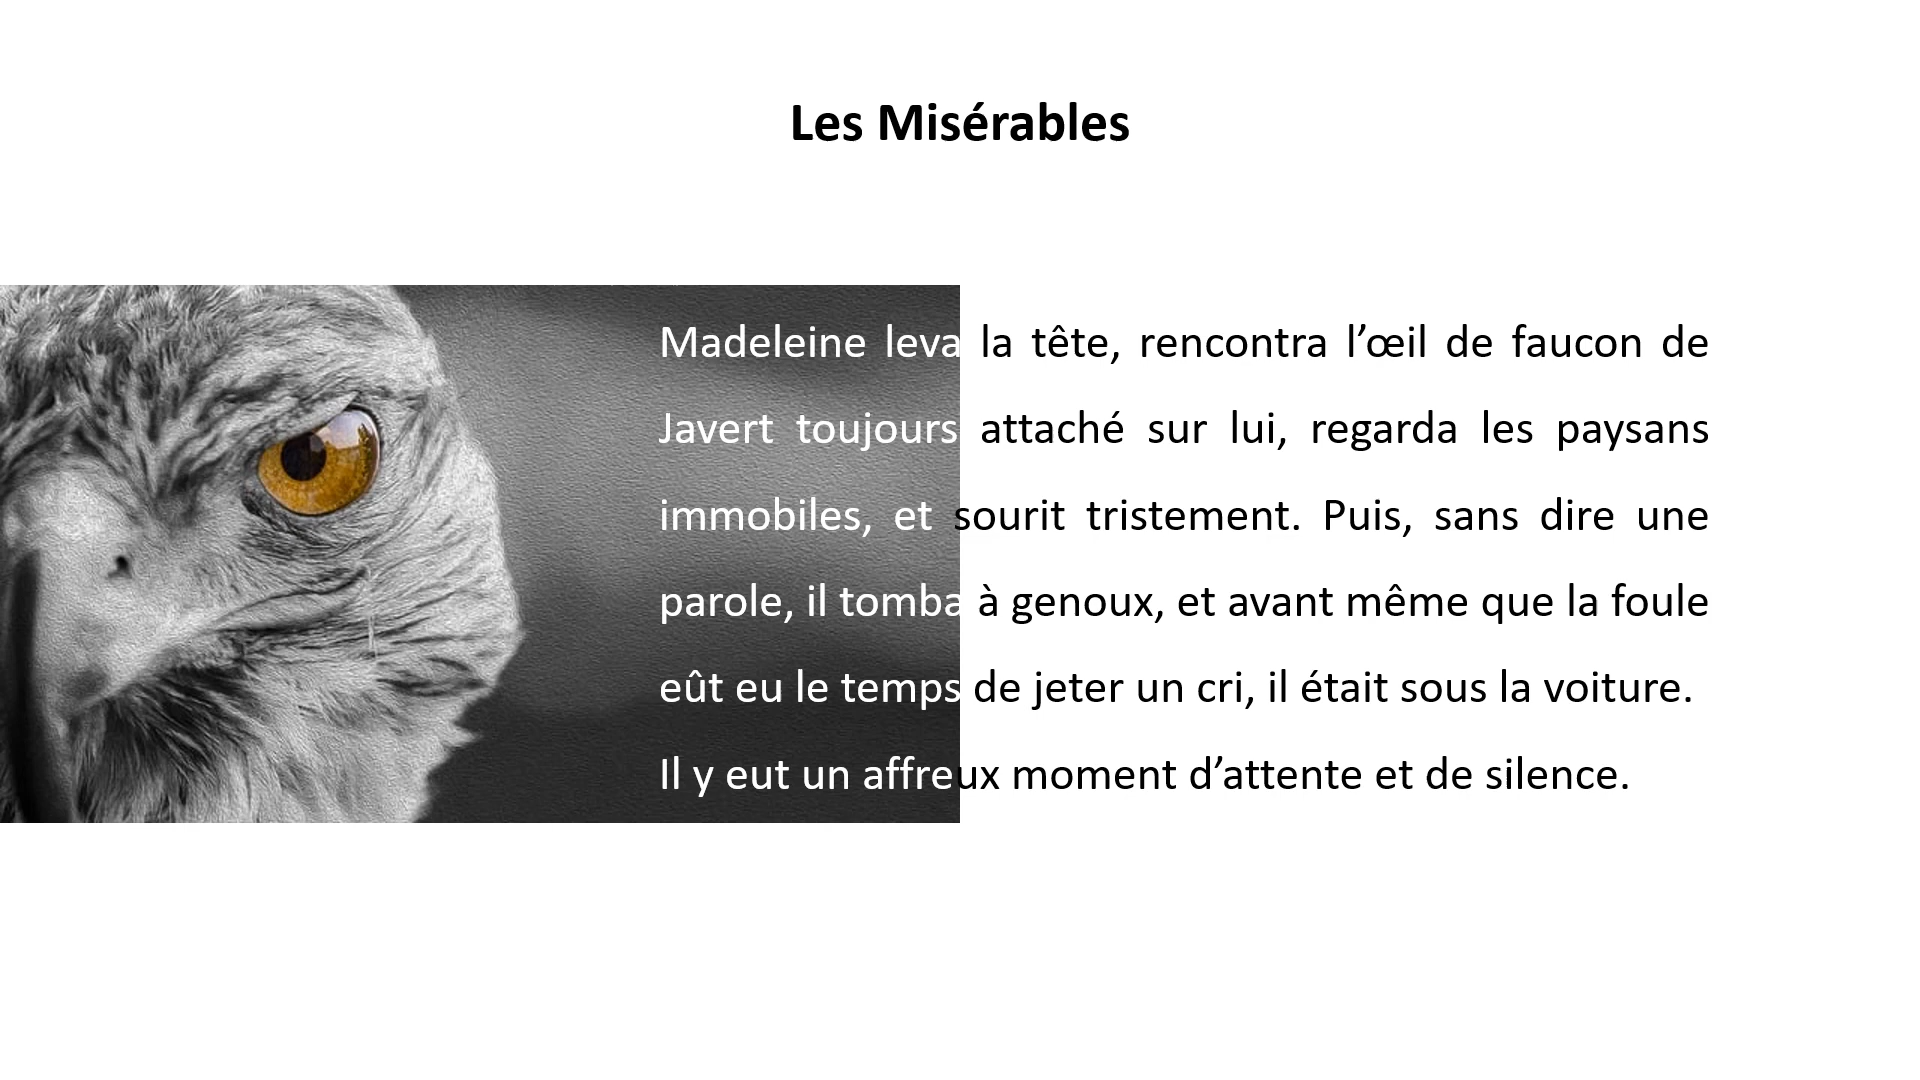 Les Misérables
Madeleine leva la tête, rencontra l’œil de faucon de
Javert toujours attaché sur lui, regarda les paysans
immobiles, et sourit tristement. Puis, sans dire une
parole, il tomba à genoux, et avant même que la foule
eût eu le temps de jeter un cri, il était sous la voiture.
Il y eut un affreux moment d’attente et de silence.